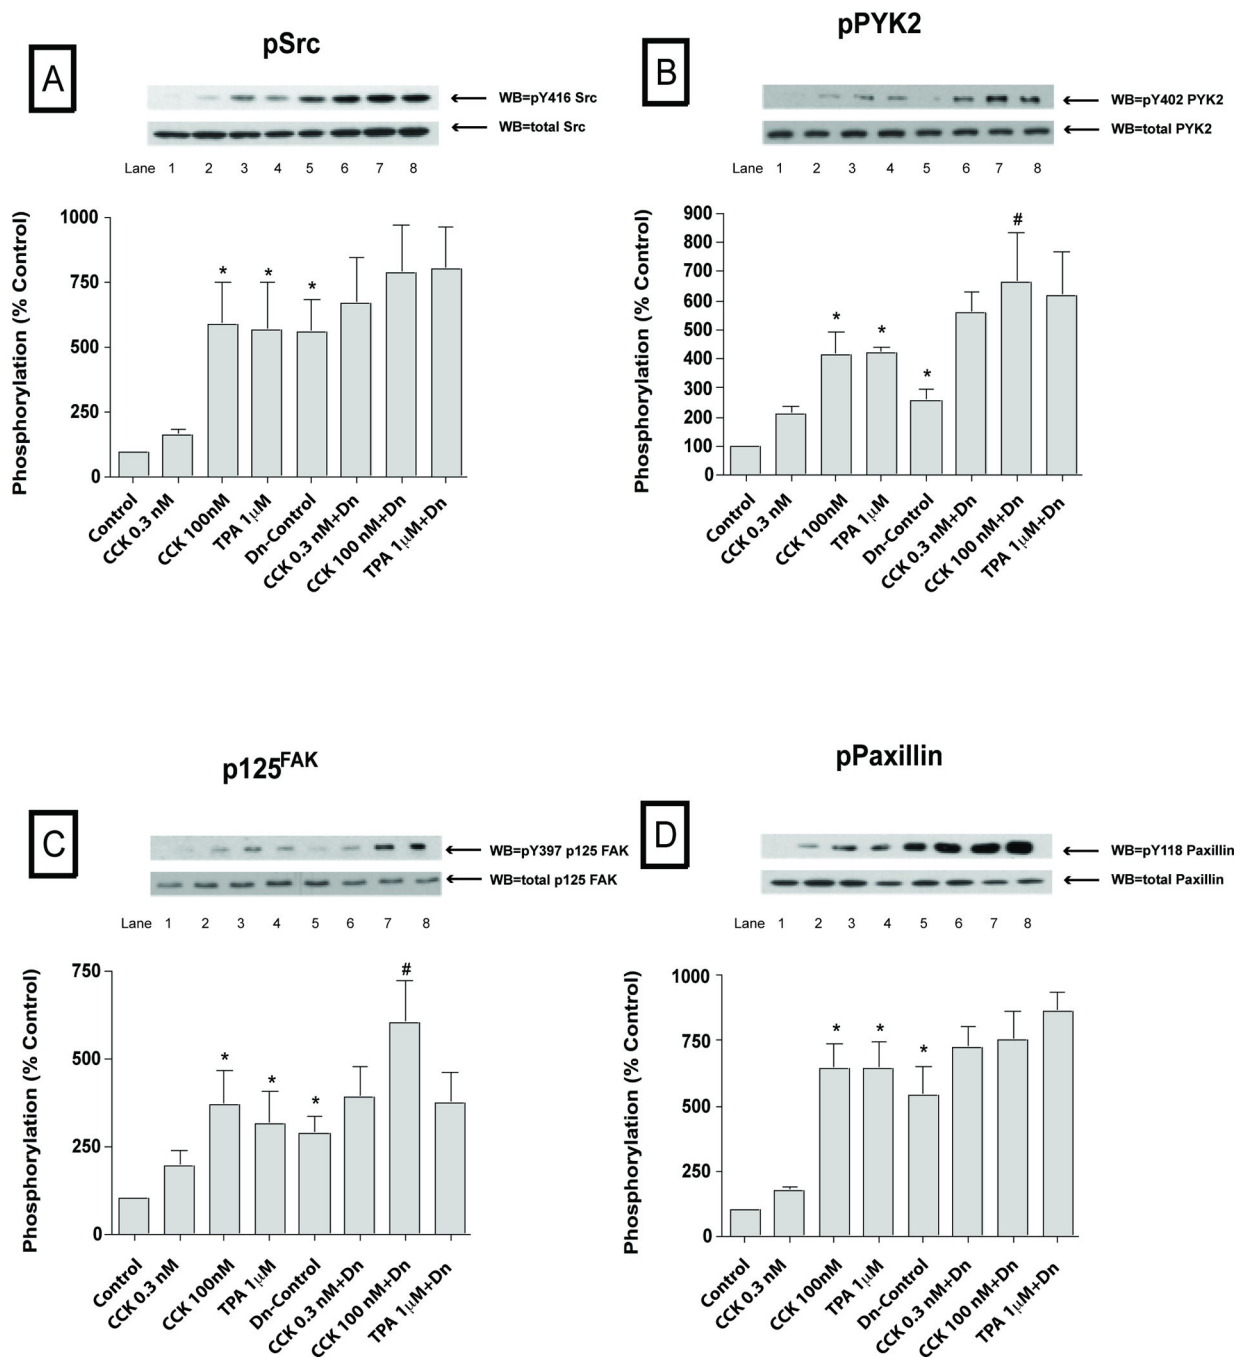 pSrc
A
WB=pY416 Src
WB=total Src
Lane 1 2 3 4 5 6 7 8
Phosphorylation (% Control)
1000
750
500
250
0
* * *
Control
CCK 0.3 nM
CCK 100nM
TPA 1µM
Dn-Control
CCK 0.3 nM+Dn
CCK 100 nM+Dn
TPA 1µM+Dn
pPYK2
B
WB=pY402 PYK2
WB=total PYK2
Lane 1 2 3 4 5 6 7 8
Phosphorylation (% Control)
900
800
700
600
500
400
300
200
100
0
* * * #
Control
CCK 0.3 nM
CCK 100nM
TPA 1µM
Dn-Control
CCK 0.3 nM+Dn
CCK 100 nM+Dn
TPA 1µM+Dn
p125FAK
C
WB=pY397 p125 FAK
WB=total p125 FAK
Lane 1 2 3 4 5 6 7 8
Phosphorylation (% Control)
750
500
250
0
* * * #
Control
CCK 0.3 nM
CCK 100nM
TPA 1µM
Dn-Control
CCK 0.3 nM+Dn
CCK 100 nM+Dn
TPA 1µM+Dn
pPaxillin
D
WB=pY118 Paxillin
WB=total Paxillin
Lane 1 2 3 4 5 6 7 8
Phosphorylation (% Control)
1000
750
500
250
0
* * *
Control
CCK 0.3 nM
CCK 100nM
TPA 1µM
Dn-Control
CCK 0.3 nM+Dn
CCK 100 nM+Dn
TPA 1µM+Dn